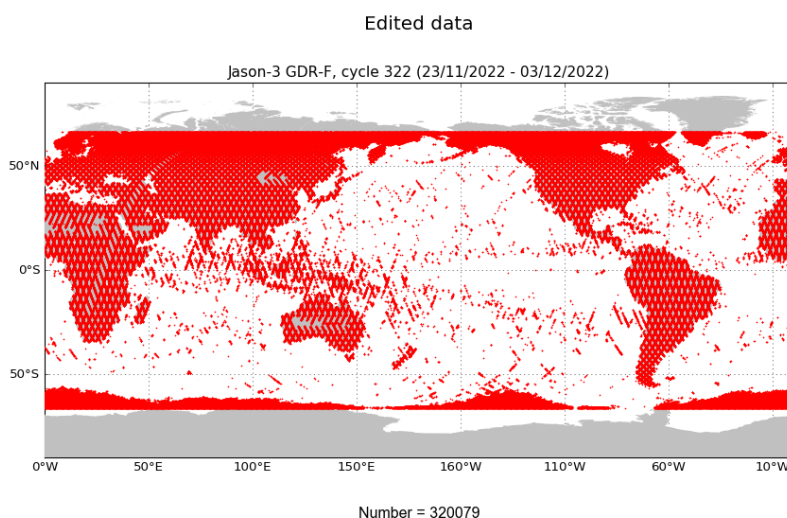 Edited data
Jason-3 GDR-F, cycle 322 (23/11/2022 - 03/12/2022)
50°N
0°S
50°S
0°W 50°E 100°E 150°E 160°W 110°W 60°W 10°W
Number = 320079